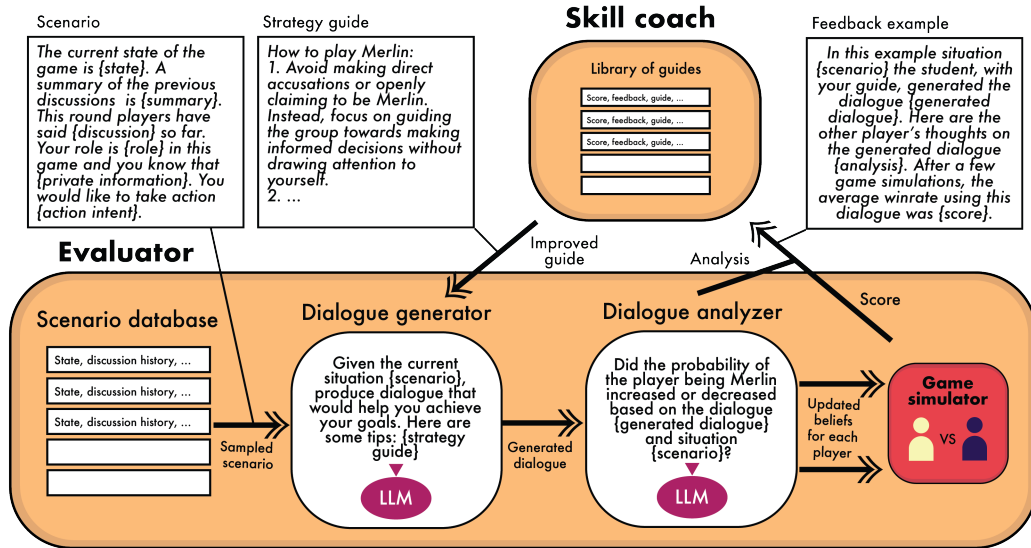 Scenario
The current state of the
game is {state}. A
summary of the previous
discussions is {summary}.
This round players have
said {discussion} so far.
Your role is {role} in this
game and you know that
{private information}. You
would like to take action
{action intent}.
Strategy guide
How to play Merlin:
1. Avoid making direct
accusations or openly
claiming to be Merlin.
Instead, focus on guiding
the group towards making
informed decisions without
drawing attention to
yourself.
2. ...
Skill coach
Library of guides
Score, feedback, guide, ...
Score, feedback, guide, ...
Score, feedback, guide, ...
Feedback example
In this example situation
{scenario} the student, with
your guide, generated the
dialogue {generated
dialogue}. Here are the
other player's thoughts on
the generated dialogue
{analysis}. After a few
game simulations, the
average winrate using this
dialogue was {score}.
Improved
guide
Analysis
Score
Evaluator
Scenario database
State, discussion history, ...
State, discussion history, ...
State, discussion history, ...
Sampled
scenario
Dialogue generator
Given the current
situation {scenario},
produce dialogue that
would help you achieve
your goals. Here are
some tips: {strategy
guide}
LLM
Generated
dialogue
Dialogue analyzer
Did the probability of
the player being Merlin
increased or decreased
based on the dialogue
{generated dialogue}
and situation
{scenario}?
LLM
Updated
beliefs
for each
player
Game
simulator
VS